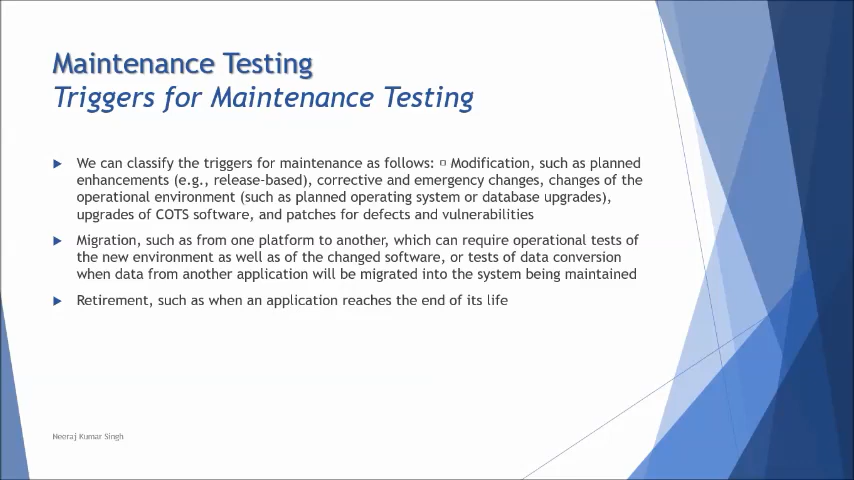 Maintenance Testing
Triggers for Maintenance Testing
We can classify the triggers for maintenance as follows: ▯ Modification, such as planned
enhancements (e.g., release-based), corrective and emergency changes, changes of the
operational environment (such as planned operating system or database upgrades),
upgrades of COTS software, and patches for defects and vulnerabilities
Migration, such as from one platform to another, which can require operational tests of
the new environment as well as of the changed software, or tests of data conversion
when data from another application will be migrated into the system being maintained
Retirement, such as when an application reaches the end of its life
Neeraj Kumar Singh